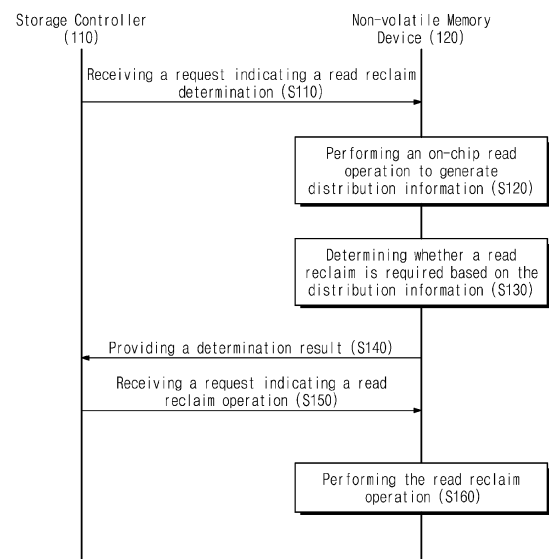 Storage Controller
(110)
Non-volatile Memory
Device (120)
Receiving a request indicating a read reclaim
determination (S110)
Performing an on-chip read
operation to generate
distribution information (S120)
Determining whether a read
reclaim is required based on the
distribution information (S130)
Providing a determination result (S140)
Receiving a request indicating a read
reclaim operation (S150)
Performing the read reclaim
operation (S160)